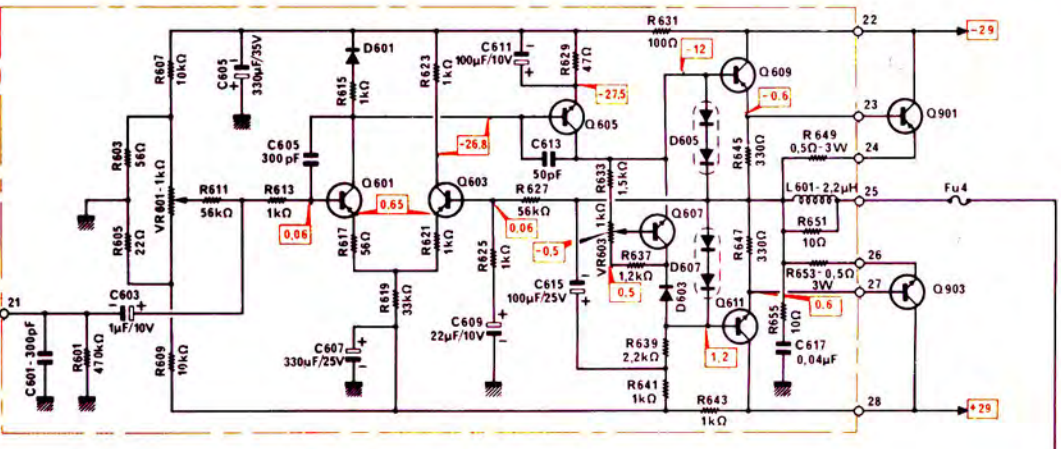 R631
100Ω
22
-29
R607
10kΩ
C605
330µF/35V
-
+
D601
R615
1kΩ
R623
1kΩ
C611
100µF/10V
-
+
R629
47Ω
-12
Q609
-27,5
-0.6
23
Q901
Q605
D605
R645
330Ω
R649
0,5Ω-3W
24
R603
56Ω
C605
300pF
-26,8
C613
50pF
R633
1,5kΩ
L601-2,2µH
25
Fu4
VR601-1kΩ
R611
56kΩ
R613
1kΩ
Q601
0.65
Q603
R627
56kΩ
Q607
R651
10Ω
0,06
0,06
R605
22Ω
R617
56Ω
R621
1kΩ
R625
1kΩ
-0,5
VR603
1kΩ
R637
1,2kΩ
D607
R647
330Ω
R653-0,5Ω
3W
26
27
Q903
0.5
D603
Q611
0.6
21
C603
-
+
1µF/10V
R619
33kΩ
C615
100µF/25V
-
+
R655
10Ω
C601-300pF
R601
470kΩ
R609
10kΩ
C607
330µF/25V
+
-
C609
22µF/10V
+
-
R639
2,2kΩ
1,2
C617
0,04µF
R641
1kΩ
R643
1kΩ
28
+29